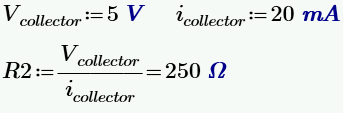 V_collector := 5 V i_collector := 20 mA
R2 := V_collector / i_collector = 250 Ω